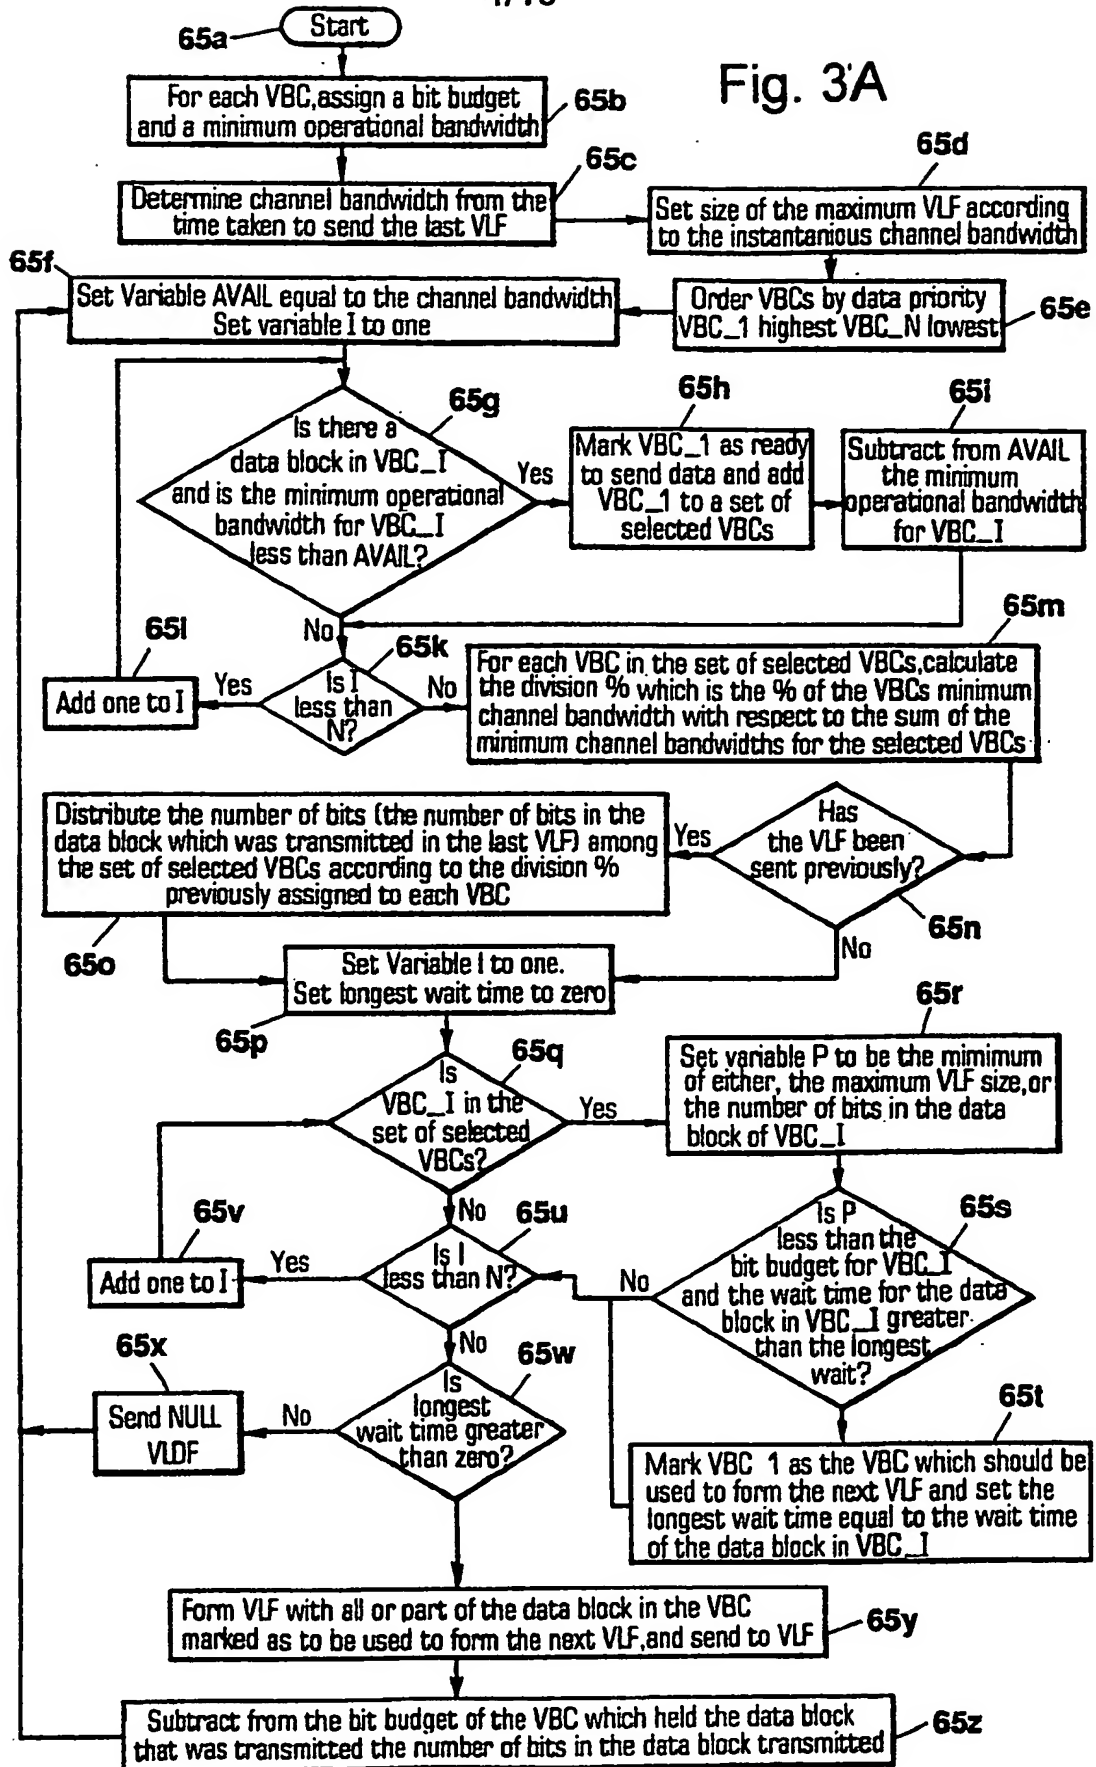 Start
65a
Fig. 3A
For each VBC,assign a bit budget
and a minimum operational bandwidth
65b
65c
Determine channel bandwidth from the
time taken to send the last VLF
65d
Set size of the maximum VLF according
to the instantanious channel bandwidth
65f
Set Variable AVAIL equal to the channel bandwidth
Set variable I to one
Order VBCs by data priority
VBC_1 highest VBC_N lowest
65e
65g
Is there a
data block in VBC_I
and is the minimum operational
bandwidth for VBC_I
less than AVAIL?
Yes
65h
Mark VBC_1 as ready
to send data and add
VBC_1 to a set of
selected VBCs
65i
Subtract from AVAIL
the minimum
operational bandwidth
for VBC_I
No
65l
Add one to I
Yes
65k
Is I
less than
N?
No
65m
For each VBC in the set of selected VBCs,calculate
the division % which is the % of the VBCs minimum
channel bandwidth with respect to the sum of the
minimum channel bandwidths for the selected VBCs
Distribute the number of bits (the number of bits in the
data block which was transmitted in the last VLF) among
the set of selected VBCs according to the division %
previously assigned to each VBC
65o
Yes
Has
the VLF been
sent previously?
65n
No
Set Variable I to one.
Set longest wait time to zero
65p
65q
Is
VBC_I in the
set of selected
VBCs?
Yes
65r
Set variable P to be the mimimum
of either, the maximum VLF size,or
the number of bits in the data
block of VBC_I
No
65v
Add one to I
Yes
65u
Is I
less than N?
No
65s
Is P
less than the
bit budget for VBC_I
and the wait time for the data
block in VBC_I greater
than the longest
wait?
No
65x
Send NULL
VLDF
No
65w
Is
longest
wait time greater
than zero?
65t
Mark VBC 1 as the VBC which should be
used to form the next VLF and set the
longest wait time equal to the wait time
of the data block in VBC_I
Form VLF with all or part of the data block in the VBC
marked as to be used to form the next VLF,and send to VLF
65y
Subtract from the bit budget of the VBC which held the data block
that was transmitted the number of bits in the data block transmitted
65z